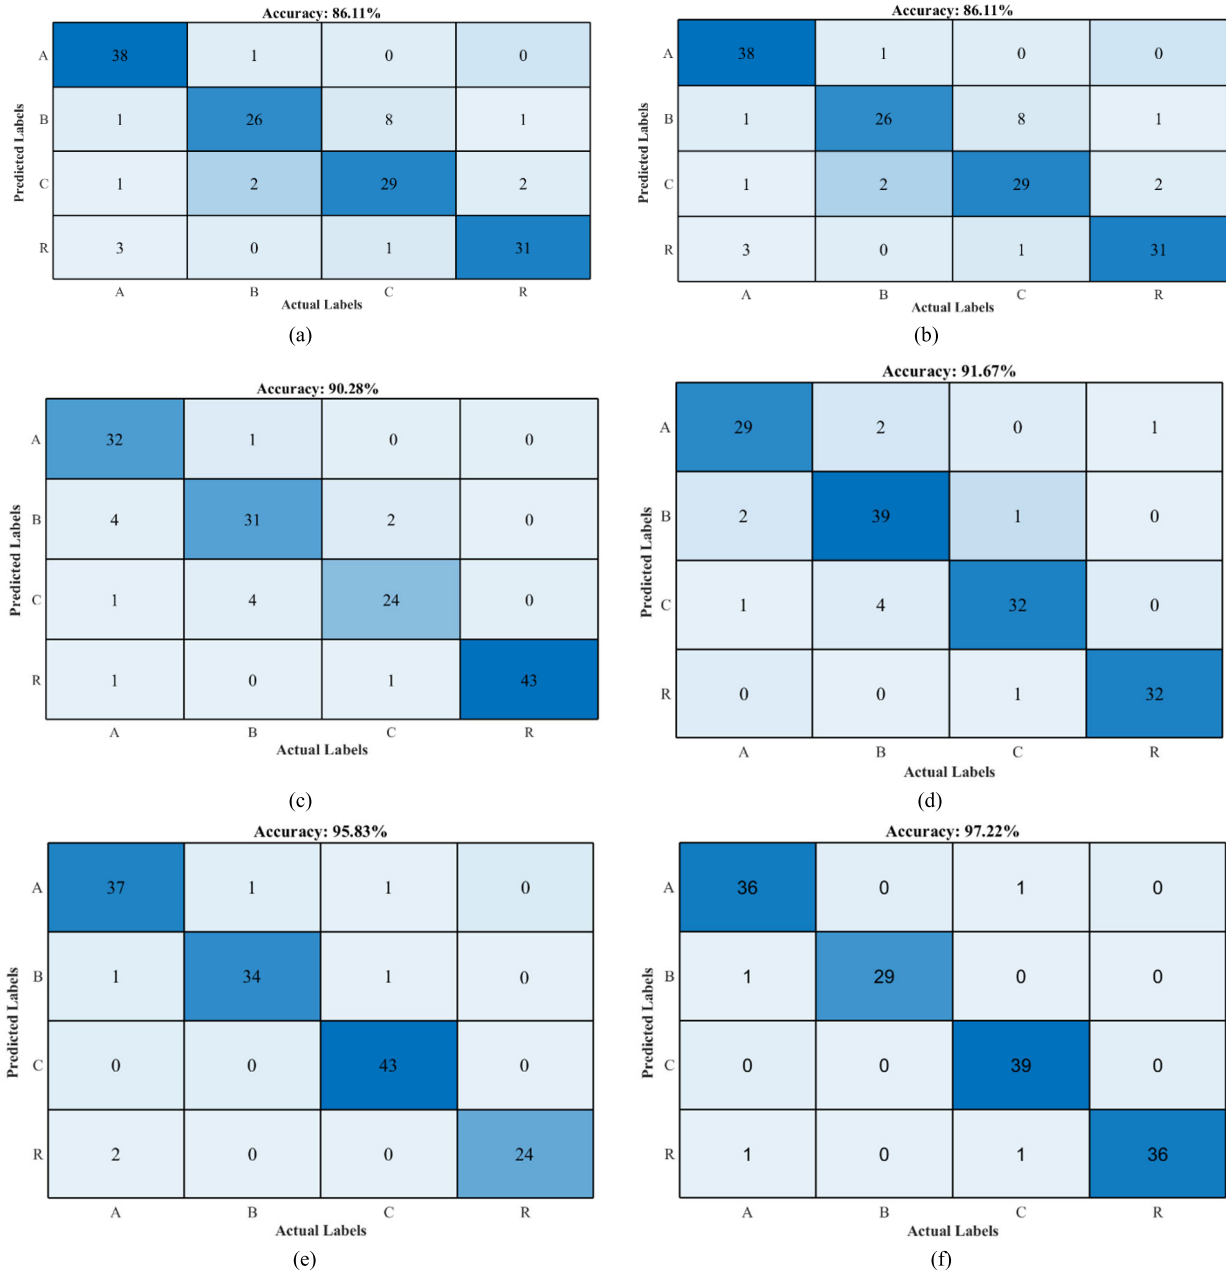 Accuracy: 86.11%
A 38 1 0 0
B 1 26 8 1
C 1 2 29 2
R 3 0 1 31
A B C R
Predicted Labels
Actual Labels
(a)
Accuracy: 86.11%
A 38 1 0 0
B 1 26 8 1
C 1 2 29 2
R 3 0 1 31
A B C R
Predicted Labels
Actual Labels
(b)
Accuracy: 90.28%
A 32 1 0 0
B 4 31 2 0
C 1 4 24 0
R 1 0 1 43
A B C R
Predicted Labels
Actual Labels
(c)
Accuracy: 91.67%
A 29 2 0 1
B 2 39 1 0
C 1 4 32 0
R 0 0 1 32
A B C R
Predicted Labels
Actual Labels
(d)
Accuracy: 95.83%
A 37 1 1 0
B 1 34 1 0
C 0 0 43 0
R 2 0 0 24
A B C R
Predicted Labels
Actual Labels
(e)
Accuracy: 97.22%
A 36 0 1 0
B 1 29 0 0
C 0 0 39 0
R 1 0 1 36
A B C R
Predicted Labels
Actual Labels
(f)